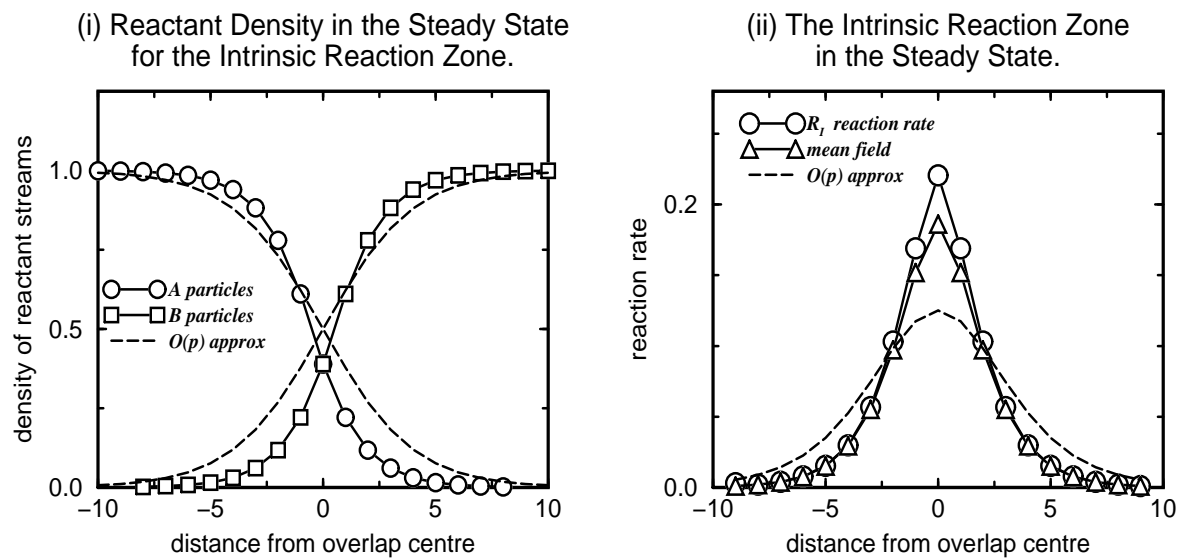 (i) Reactant Density in the Steady State
for the Intrinsic Reaction Zone.
density of reactant streams
1.0
0.5
0.0
A particles
B particles
O(p) approx
−10
−5
0
5
10
distance from overlap centre
(ii) The Intrinsic Reaction Zone
in the Steady State.
reaction rate
0.2
0.0
R_I reaction rate
mean field
O(p) approx
−10
−5
0
5
10
distance from overlap centre